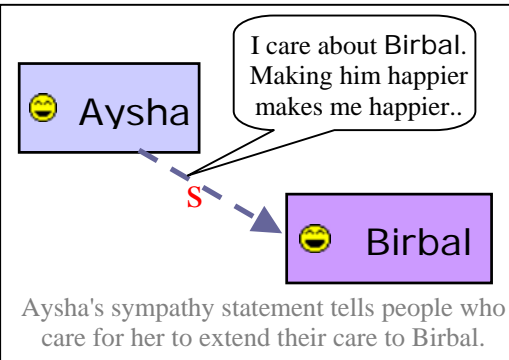 I care about Birbal.
Making him happier
makes me happier..
Aysha
S
Birbal
Aysha's sympathy statement tells people who
care for her to extend their care to Birbal.